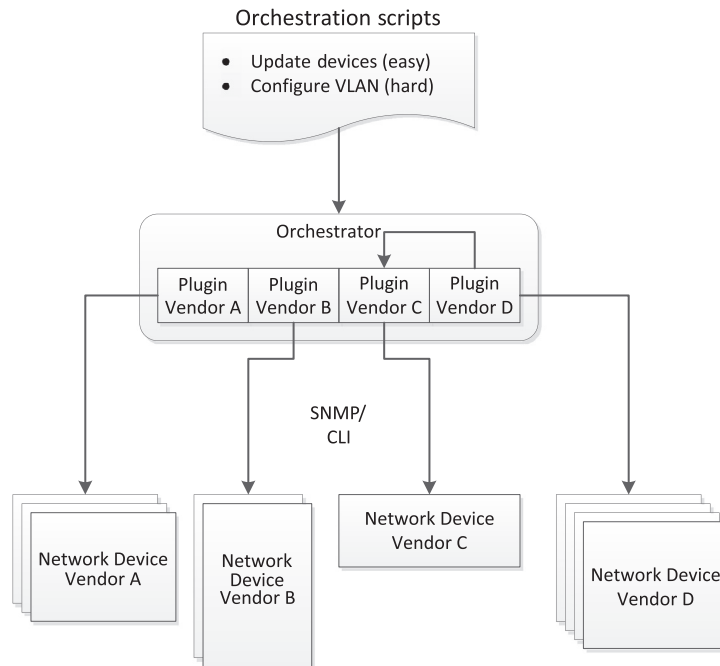 Orchestration scripts
• Update devices (easy)
• Configure VLAN (hard)
Orchestrator
Plugin
Vendor A
Plugin
Vendor B
Plugin
Vendor C
Plugin
Vendor D
SNMP/
CLI
Network Device
Vendor A
Network
Device
Vendor B
Network Device
Vendor C
Network Device
Vendor D